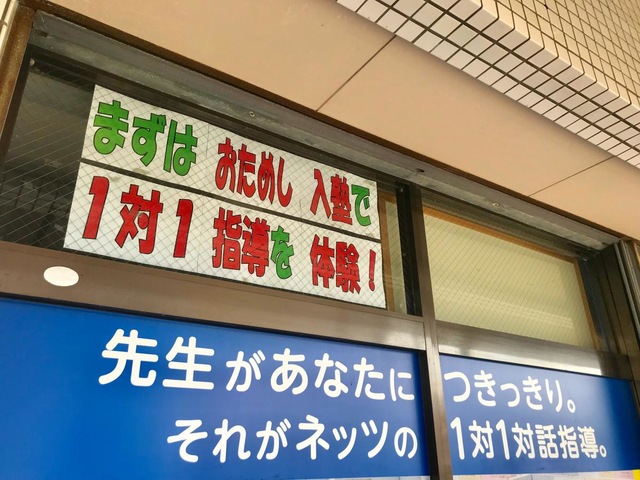 まずは おためし 入塾で
1対1 指導を 体験!
先生があなたに つきっきり。
それがネッツの 1対1対話指導。